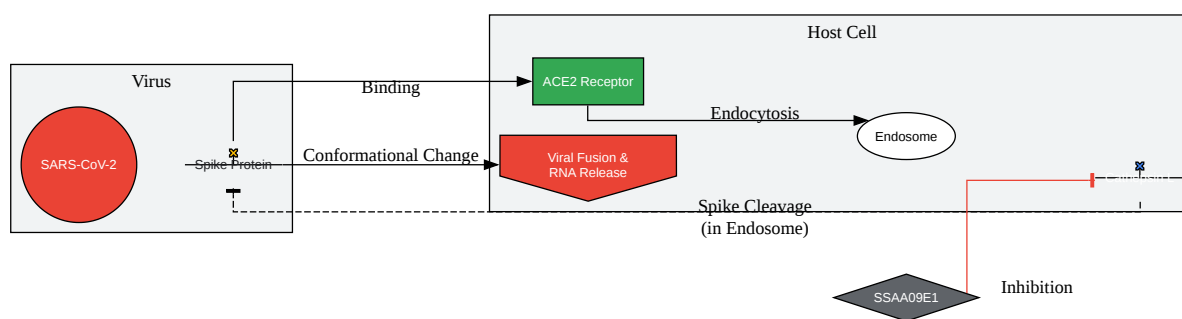 Host Cell
Virus
ACE2 Receptor
Binding
Endocytosis
Endosome
SARS-CoV-2
Spike Protein
Conformational Change
Viral Fusion &
RNA Release
Spike Cleavage
(in Endosome)
SSAA09E1
Inhibition